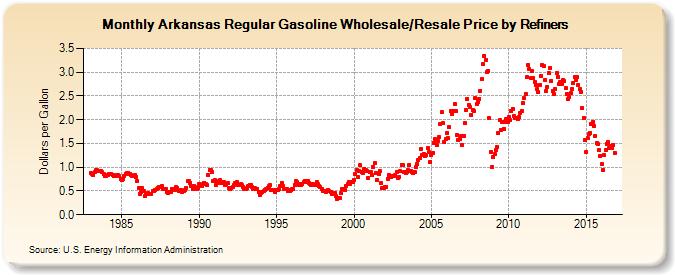 Monthly Arkansas Regular Gasoline Wholesale/Resale Price by Refiners
Dollars per Gallon
3.5
3.0
2.5
2.0
1.5
1.0
0.5
0.0
1985 1990 1995 2000 2005 2010 2015
Source: U.S. Energy Information Administration